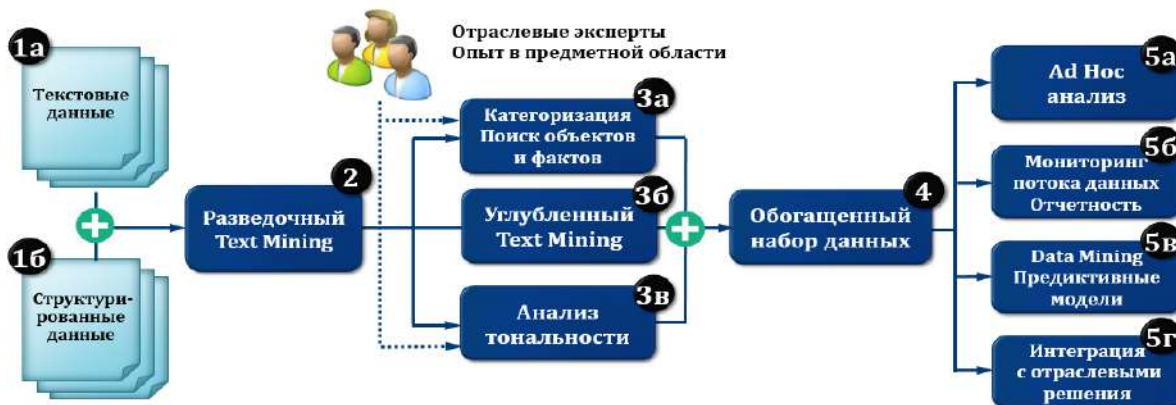 1а
Текстовые
данные
1б
Структури-
рованные
данные
2
Разведочный
Text Mining
Отраслевые эксперты
Опыт в предметной области
3а
Категоризация
Поиск объектов
и фактов
3б
Углубленный
Text Mining
3в
Анализ
тональности
4
Обогащенный
набор данных
5а
Ad Hoc
анализ
5б
Мониторинг
потока данных
Отчетность
5в
Data Mining
Предиктивные
модели
5г
Интеграция
с отраслевыми
решения